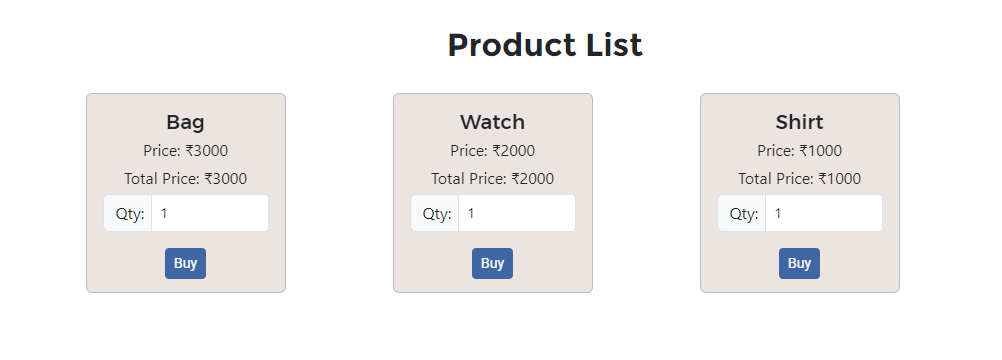 Product List
Bag
Price: ₹3000
Total Price: ₹3000
Qty: 1
Buy
Watch
Price: ₹2000
Total Price: ₹2000
Qty: 1
Buy
Shirt
Price: ₹1000
Total Price: ₹1000
Qty: 1
Buy